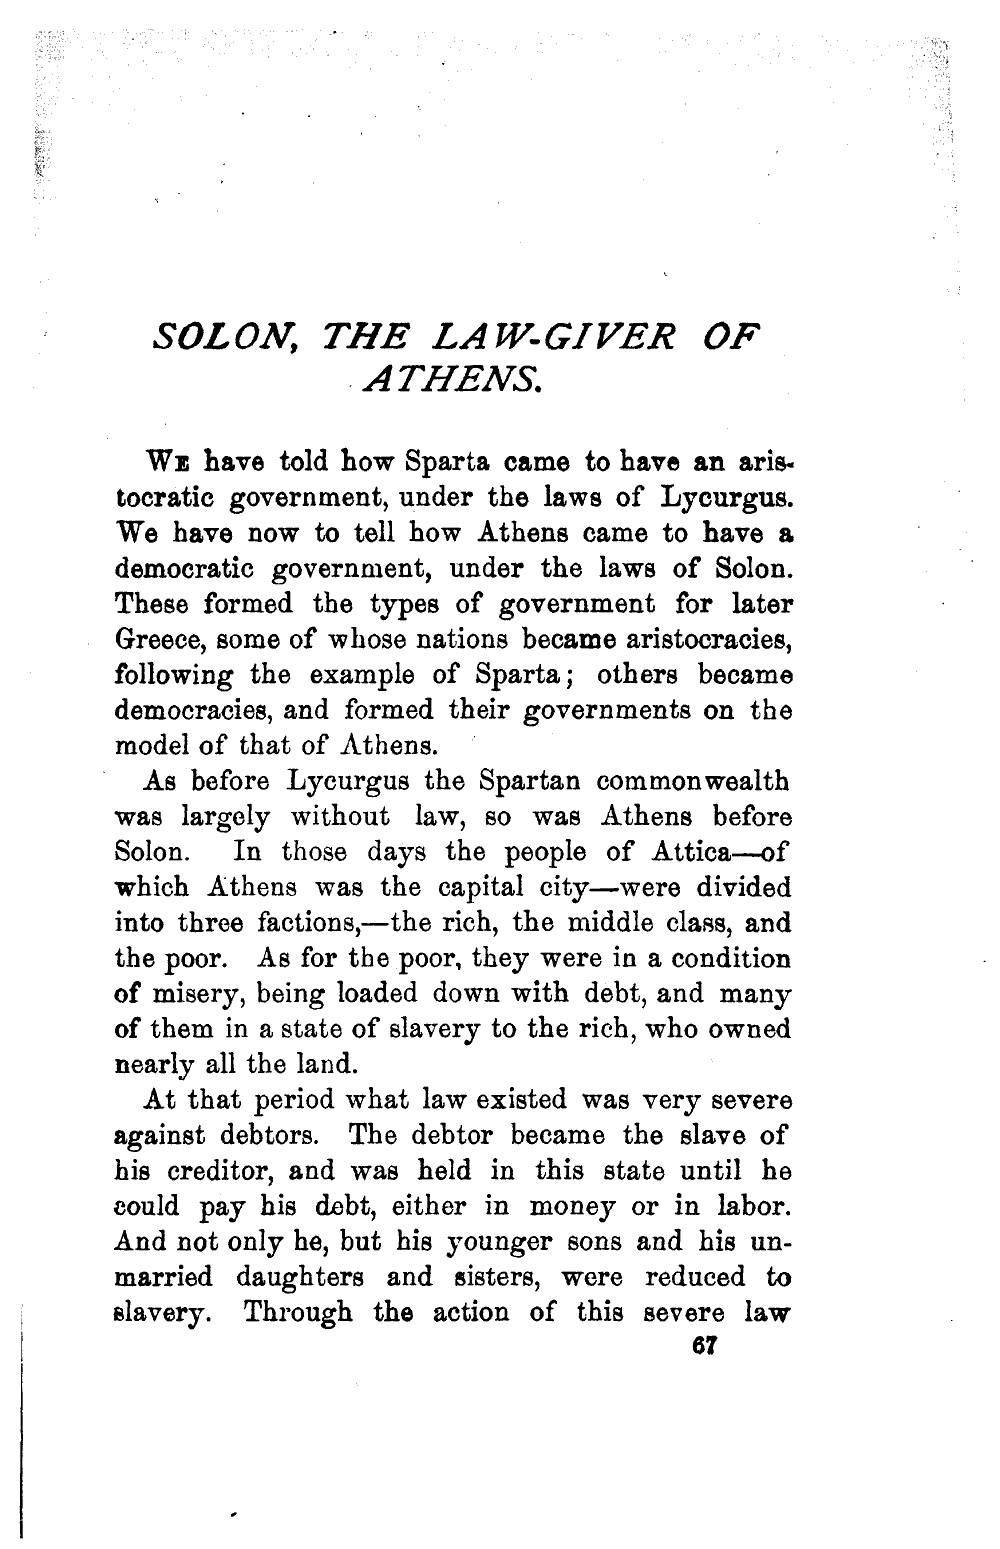 SOLON, THE LAW-GIVER OF
ATHENS.
WE have told how Sparta came to have an aris-
tocratic government, under the laws of Lycurgus.
We have now to tell how Athens came to have a
democratic government, under the laws of Solon.
These formed the types of government for later
Greece, some of whose nations became aristocracies,
following the example of Sparta; others became
democracies, and formed their governments on the
model of that of Athens.
As before Lycurgus the Spartan commonwealth
was largely without law, so was Athens before
Solon. In those days the people of Attica—of
which Athens was the capital city—were divided
into three factions,—the rich, the middle class, and
the poor. As for the poor, they were in a condition
of misery, being loaded down with debt, and many
of them in a state of slavery to the rich, who owned
nearly all the land.
At that period what law existed was very severe
against debtors. The debtor became the slave of
his creditor, and was held in this state until he
could pay his debt, either in money or in labor.
And not only he, but his younger sons and his un-
married daughters and sisters, were reduced to
slavery. Through the action of this severe law
67